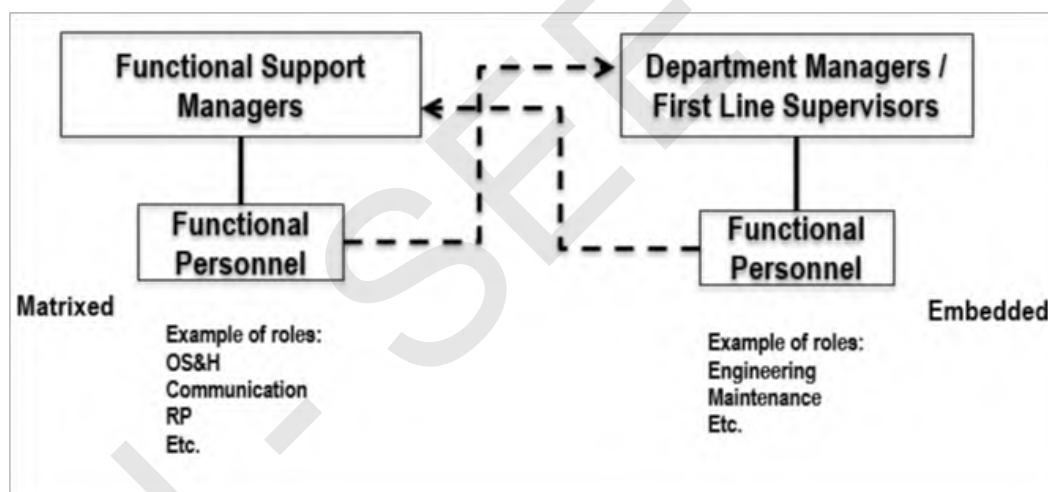 Functional Support
Managers
Department Managers /
First Line Supervisors
Functional
Personnel
Functional
Personnel
Matrixed
Embedded
Example of roles:
OS&H
Communication
RP
Etc.
Example of roles:
Engineering
Maintenance
Etc.